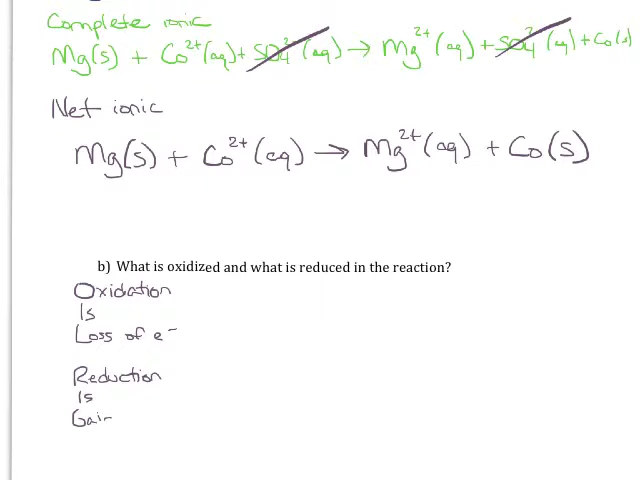 Complete ionic
Mg(s) + Co²⁺(aq) + SO₄²⁻(aq) → Mg²⁺(aq) + SO₄²⁻(aq) + Co(s)
Net ionic
Mg(s) + Co²⁺(aq) → Mg²⁺(aq) + Co(s)
b) What is oxidized and what is reduced in the reaction?
Oxidation
Is
Loss of e⁻
Reduction
Is
Gain